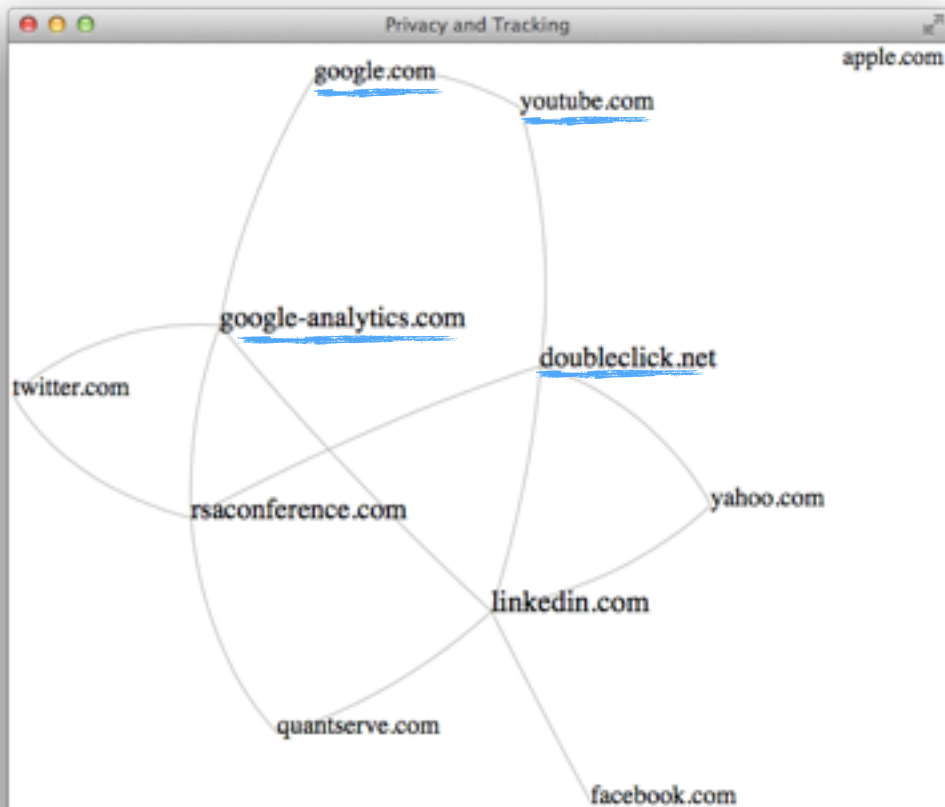 Privacy and Tracking
apple.com
google.com
youtube.com
google-analytics.com
doubleclick.net
twitter.com
yahoo.com
rsaconference.com
linkedin.com
quantserve.com
facebook.com